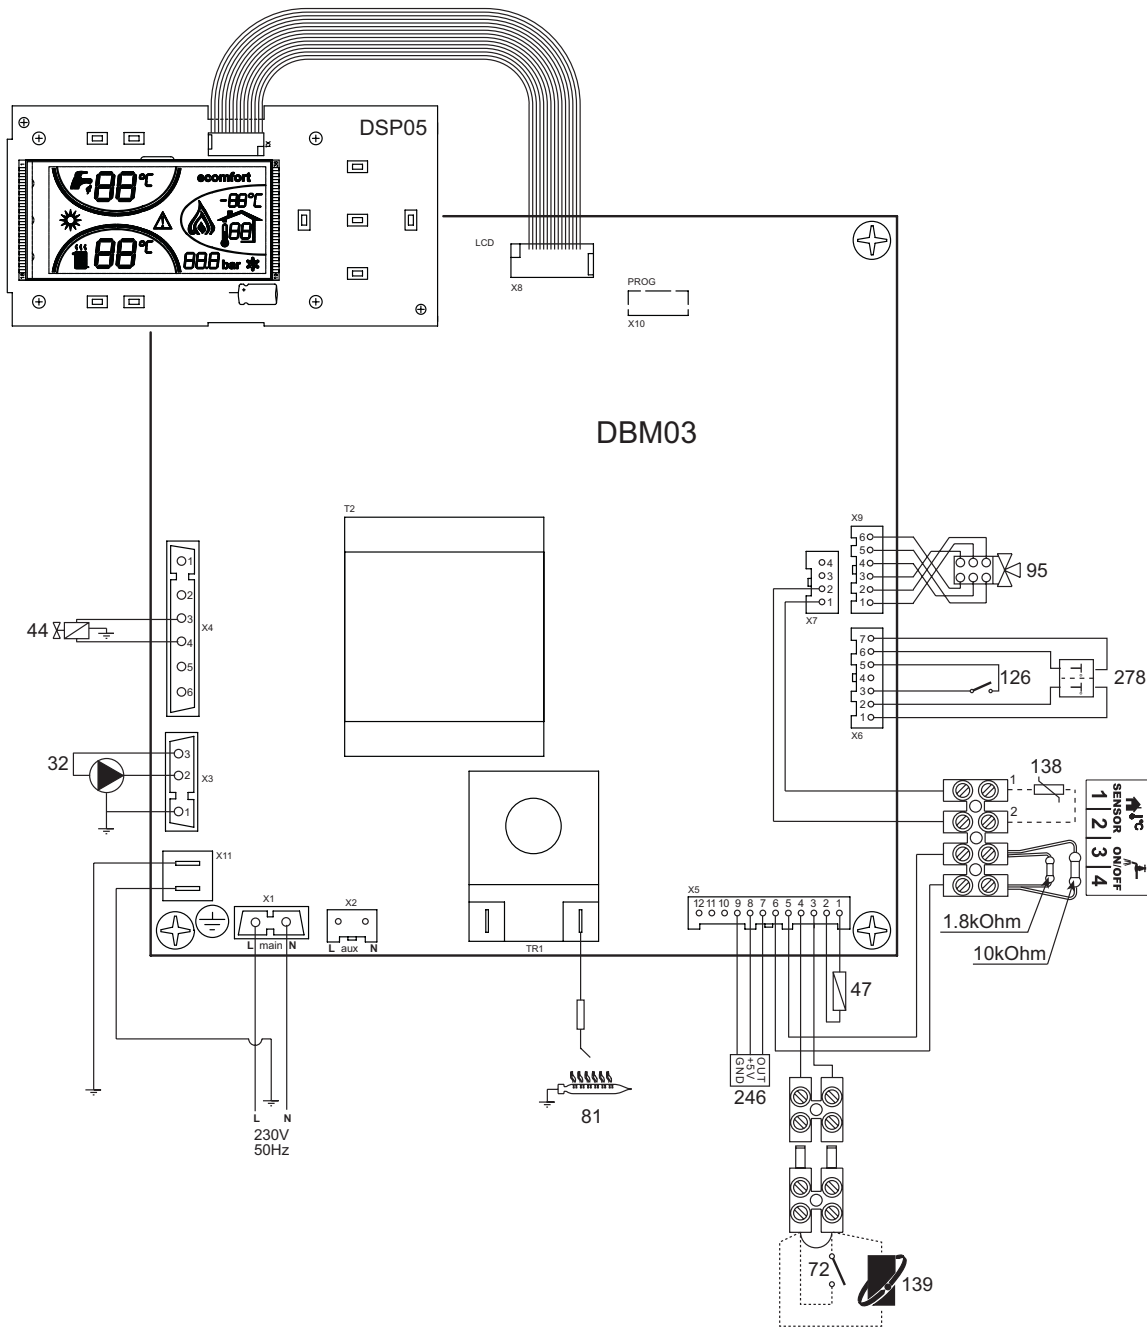 DSP05
88°C
ecomfort
-88°C
88
88°C
88.8 bar
LCD
X8
PROG
X10
DBM03
T2
X4
1
2
3
4
5
6
44
X3
3
2
1
32
X11
X1
L main N
X2
L aux N
TR1
L N
230V
50Hz
81
X9
6
5
4
3
2
1
95
X7
4
3
2
1
X6
7
6
5
4
3
2
1
126
278
1
2
138
1 2 3 4
SENSOR ON/OFF
°C
1.8kOhm
10kOhm
X5
12 11 10 9 8 7 6 5 4 3 2 1
47
GND
+5V
OUT
246
72
139